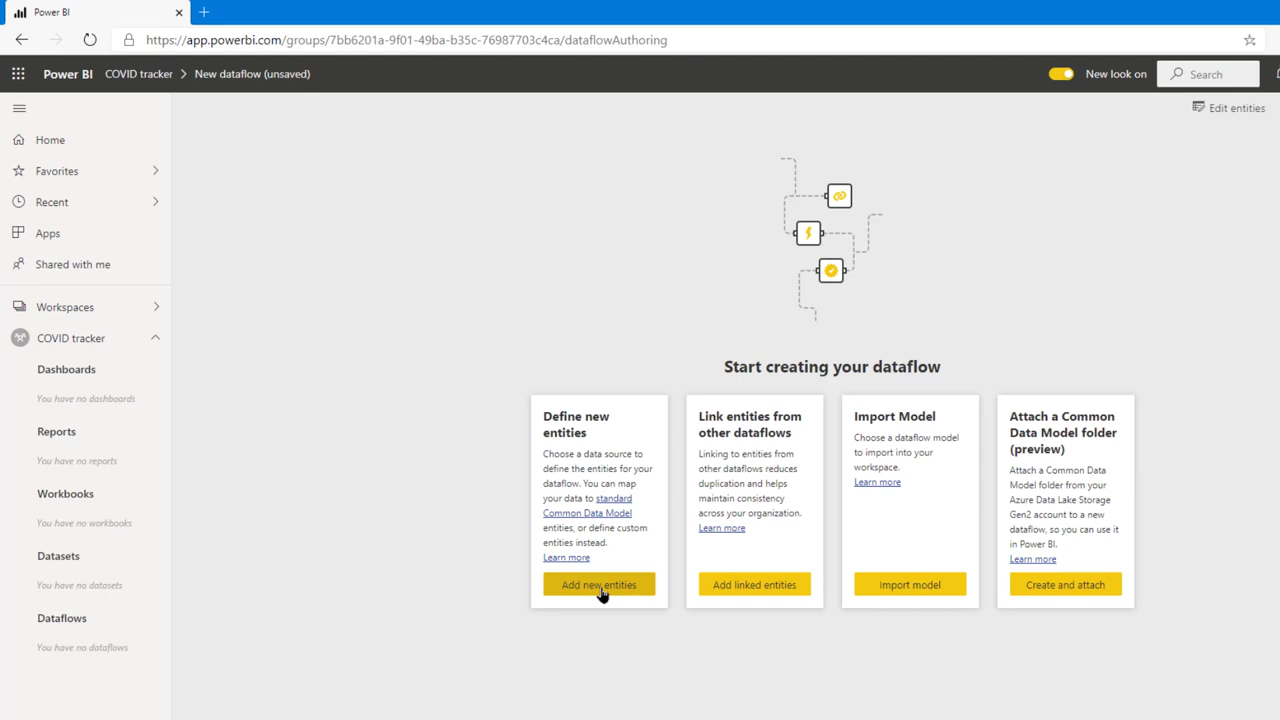 Power BI
https://app.powerbi.com/groups/7bb6201a-9f01-49ba-b35c-76987703c4ca/dataflowAuthoring
Power BI COVID tracker New dataflow (unsaved) New look on Search
Edit entities
Home
Favorites
Recent
Apps
Shared with me
Workspaces
COVID tracker
Dashboards
You have no dashboards
Reports
You have no reports
Workbooks
You have no workbooks
Datasets
You have no datasets
Dataflows
You have no dataflows
Start creating your dataflow
Define new
entities
Choose a data source to
define the entities for your
dataflow. You can map
your data to standard
Common Data Model
entities, or define custom
entities instead.
Learn more
Add new entities
Link entities from
other dataflows
Linking to entities from
other dataflows reduces
duplication and helps
maintain consistency
across your organization.
Learn more
Add linked entities
Import Model
Choose a dataflow model
to import into your
workspace.
Learn more
Import model
Attach a Common
Data Model folder
(preview)
Attach a Common Data
Model folder from your
Azure Data Lake Storage
Gen2 account to a new
dataflow, so you can use it
in Power BI.
Learn more
Create and attach